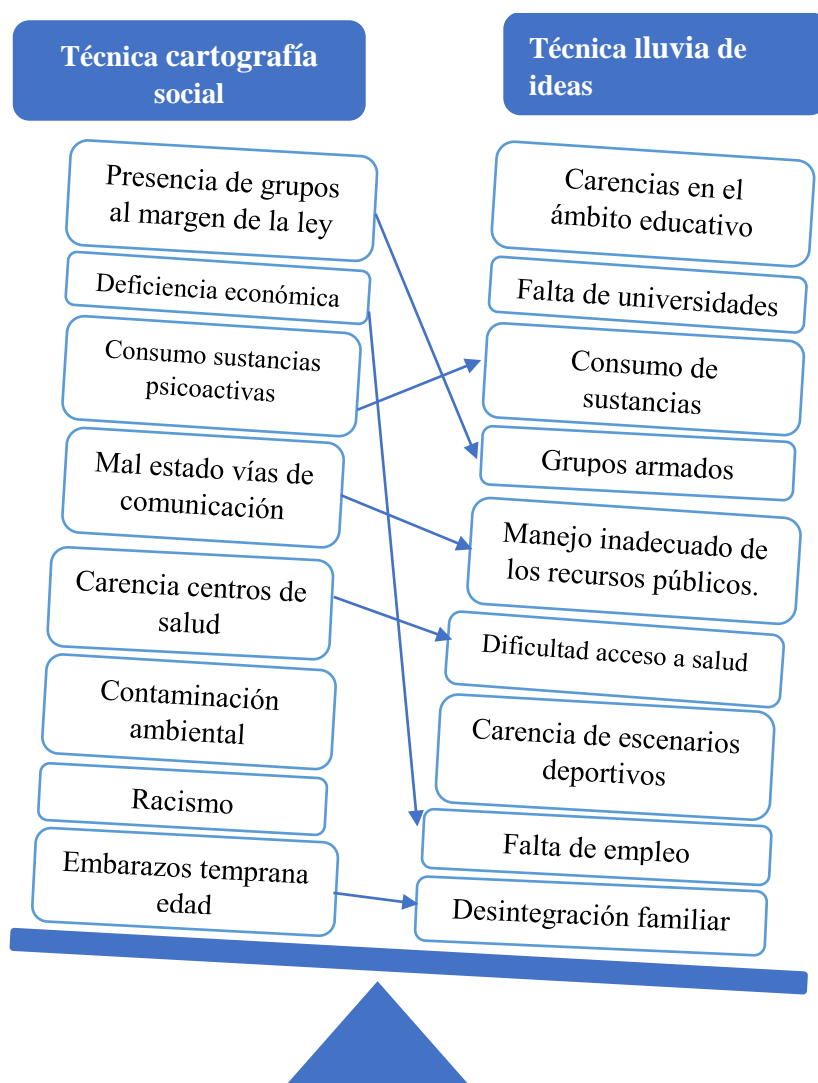 Técnica cartografía
social
Presencia de grupos
al margen de la ley
Deficiencia económica
Consumo sustancias
psicoactivas
Mal estado vías de
comunicación
Carencia centros de
salud
Contaminación
ambiental
Racismo
Embarazos temprana
edad
Técnica lluvia de
ideas
Carencias en el
ámbito educativo
Falta de universidades
Consumo de
sustancias
Grupos armados
Manejo inadecuado de
los recursos públicos.
Dificultad acceso a salud
Carencia de escenarios
deportivos
Falta de empleo
Desintegración familiar